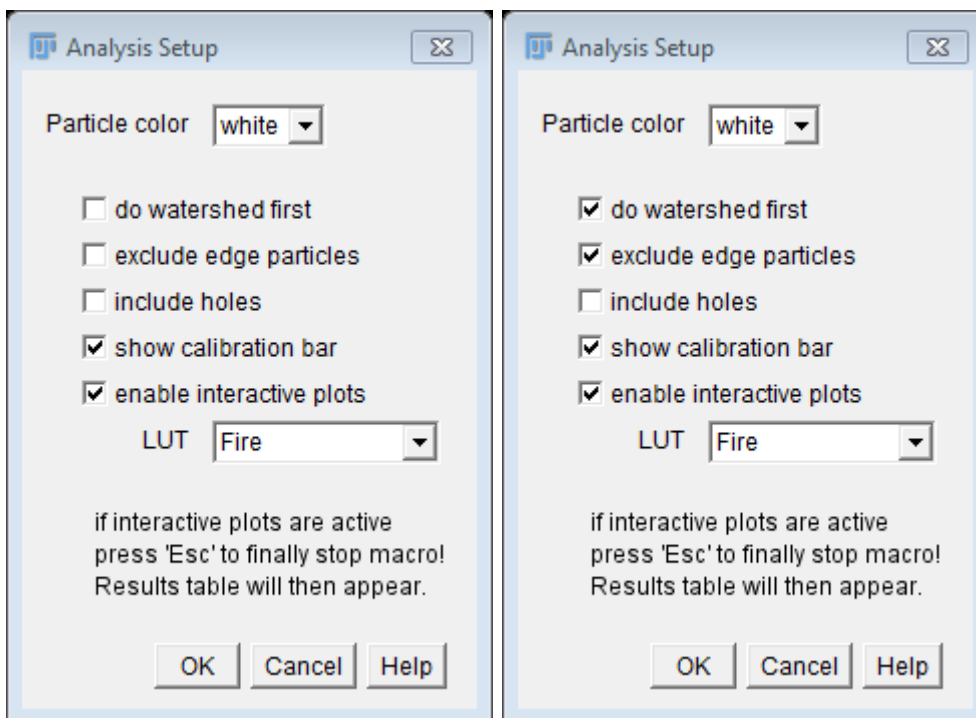 Analysis Setup
Particle color white
do watershed first
exclude edge particles
include holes
show calibration bar
enable interactive plots
LUT Fire
if interactive plots are active
press 'Esc' to finally stop macro!
Results table will then appear.
OK Cancel Help
Analysis Setup
Particle color white
do watershed first
exclude edge particles
include holes
show calibration bar
enable interactive plots
LUT Fire
if interactive plots are active
press 'Esc' to finally stop macro!
Results table will then appear.
OK Cancel Help